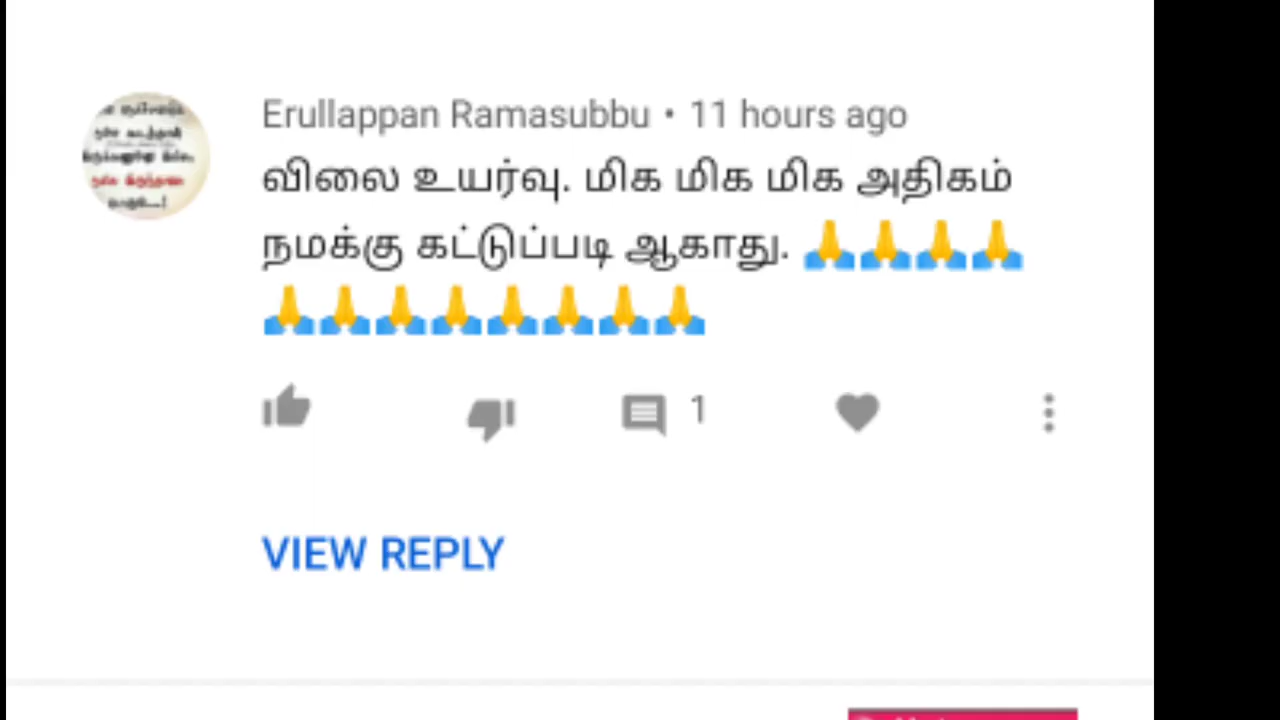 Erullappan Ramasubbu • 11 hours ago
விலை உயர்வு. மிக மிக மிக அதிகம்
நமக்கு கட்டுப்படி ஆகாது. 🙏🙏🙏🙏
🙏🙏🙏🙏🙏🙏🙏🙏
1
VIEW REPLY